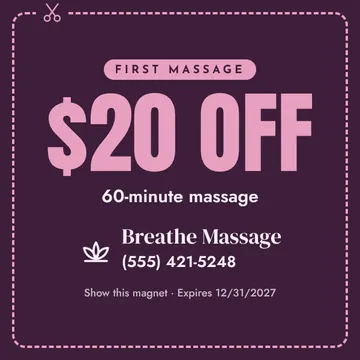 FIRST MASSAGE
$20 OFF
60-minute massage
Breathe Massage
(555) 421-5248
Show this magnet · Expires 12/31/2027